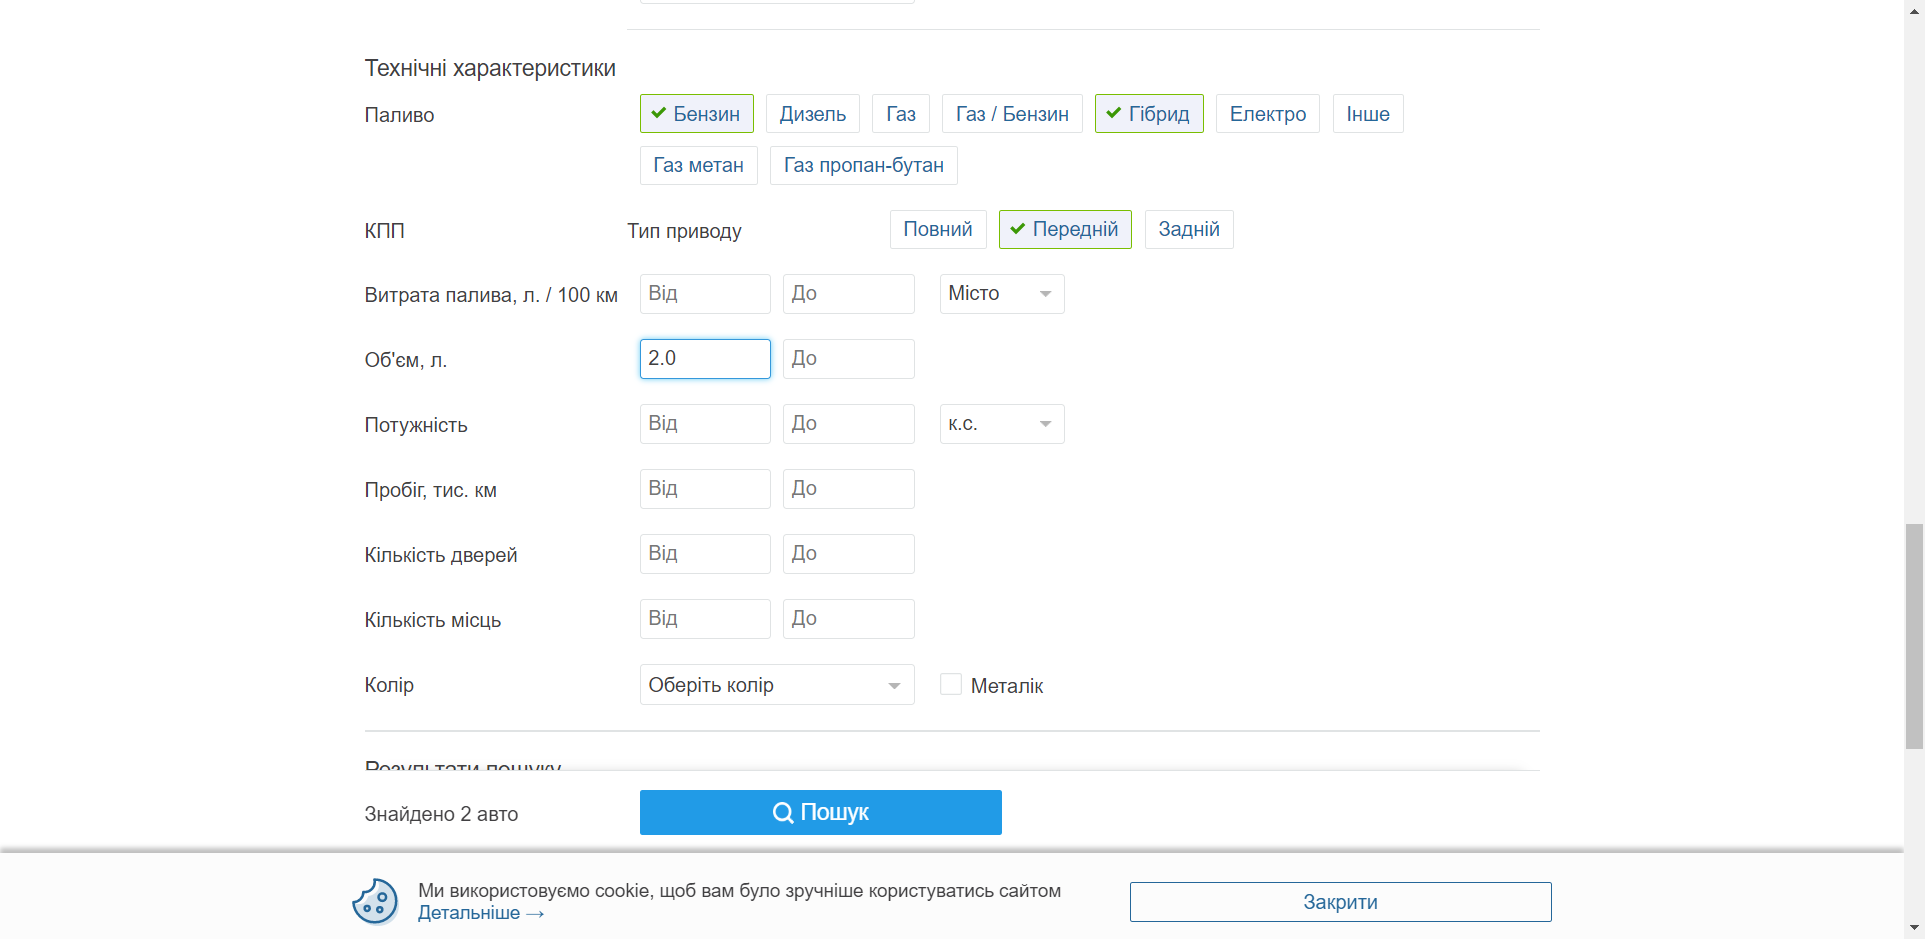 Технічні характеристики
Паливо
Бензин Дизель Газ Газ / Бензин Гібрид Електро Інше
Газ метан Газ пропан-бутан
КПП Тип приводу Повний Передній Задній
Витрата палива, л. / 100 км Від До Місто
Об'єм, л. 2.0 До
Потужність Від До к.с.
Пробіг, тис. км Від До
Кількість дверей Від До
Кількість місць Від До
Колір Оберіть колір Металік
Результати пошуку
Знайдено 2 авто Пошук
Ми використовуємо cookie, щоб вам було зручніше користуватись сайтом
Детальніше →
Закрити